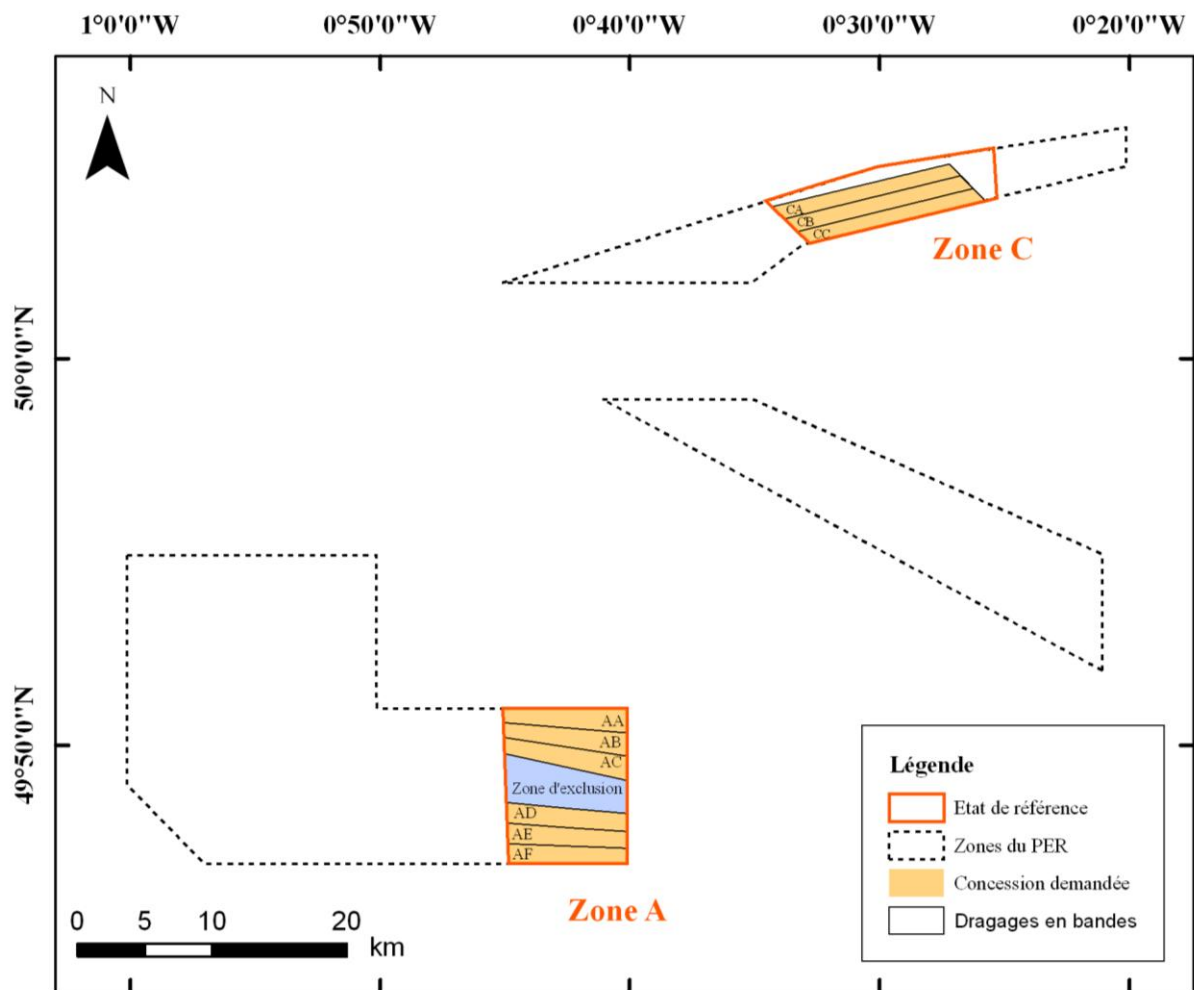 1°0'0"W 0°50'0"W 0°40'0"W 0°30'0"W 0°20'0"W
N
CA
CB
CC
Zone C
50°0'0"N
AA
AB
AC
Zone d'exclusion
AD
AE
AF
49°50'0"N
Zone A
Légende
Etat de référence
Zones du PER
Concession demandée
Dragages en bandes
0 5 10 20
km